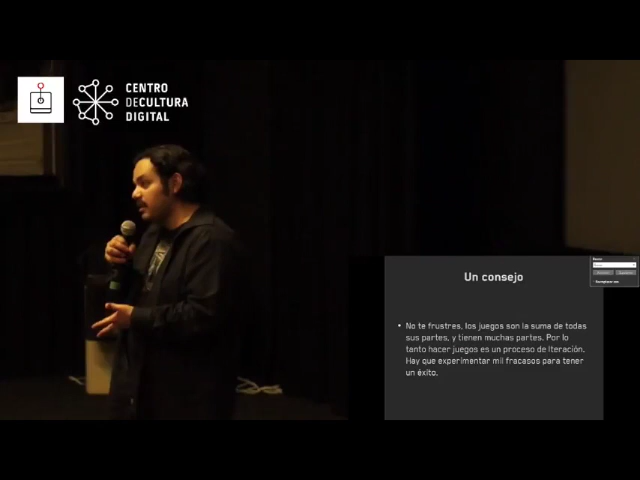 CENTRO
DECULTURA
DIGITAL
Un consejo
• No te frustres, los juegos son la suma de todas
sus partes, y tienen muchas partes. Por lo
tanto hacer juegos es un proceso de Iteración.
Hay que experimentar mil fracasos para tener
un éxito.